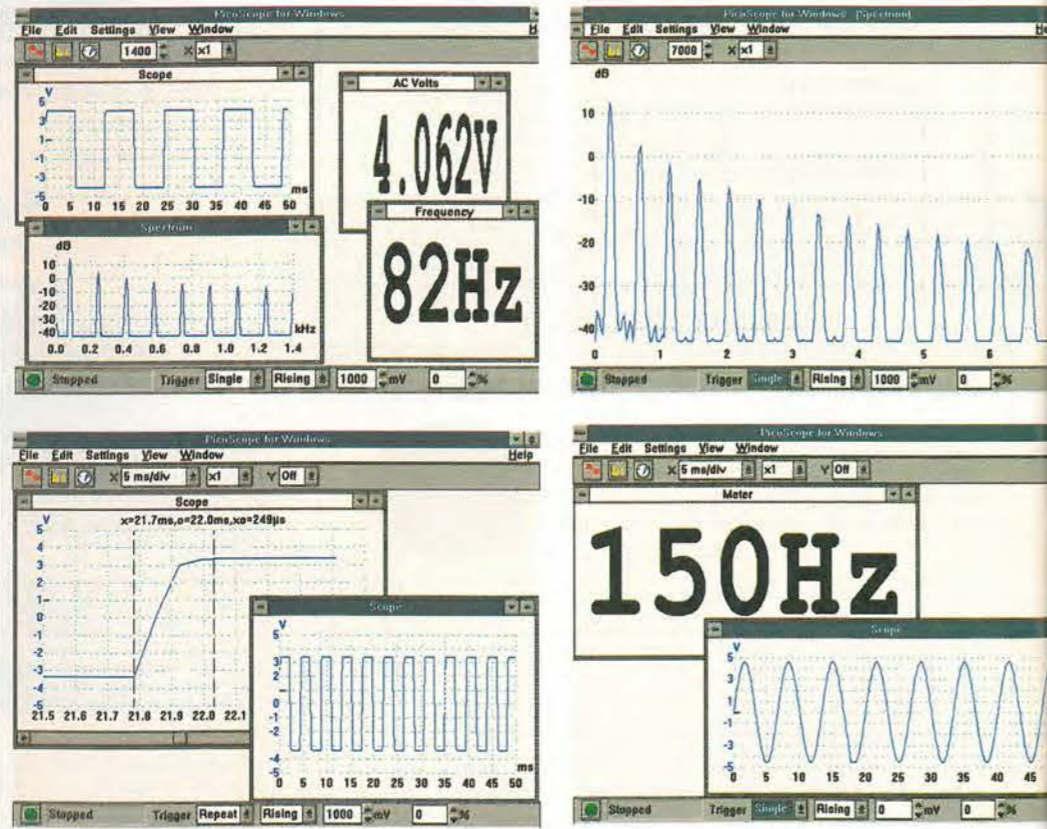 PicoScope for Windows
File Edit Settings View Window H
1400 × x1
Scope
V
5
3
1
-1
-3
-5
ms
0 5 10 15 20 25 30 35 40 45 50
AC Volts
4.062V
Frequency
82Hz
Spectrum
dB
10
0
-10
-20
-30
-40
kHz
0.0 0.2 0.4 0.6 0.8 1.0 1.2 1.4
Stopped Trigger Single Rising 1000 mV 0 %
PicoScope for Windows - [Spectrum]
File Edit Settings View Window He
7000 × x1
dB
10
0
-10
-20
-30
-40
0 1 2 3 4 5 6
Stopped Trigger Single Rising 1000 mV 0 %
PicoScope for Windows
File Edit Settings View Window Help
× 5 ms/div x1 Y Off
Scope
V x=21.7ms,o=22.0ms,xo=249µs
5
4
3
2
1
0
-1
-2
-3
-4
-5
21.5 21.6 21.7 21.8 21.9 22.0 22.1
Scope
V
5
3
2
0
-1
-2
-4
-5
ms
0 5 10 15 20 25 30 35 40 45 50
Stopped Trigger Repeat Rising 1000 mV 0 %
PicoScope for Windows
File Edit Settings View Window
× 5 ms/div x1 Y Off
Meter
150Hz
Scope
V
5
3
1
-1
-3
-5
0 5 10 15 20 25 30 35 40 45
Stopped Trigger Single Rising 0 mV 0 %